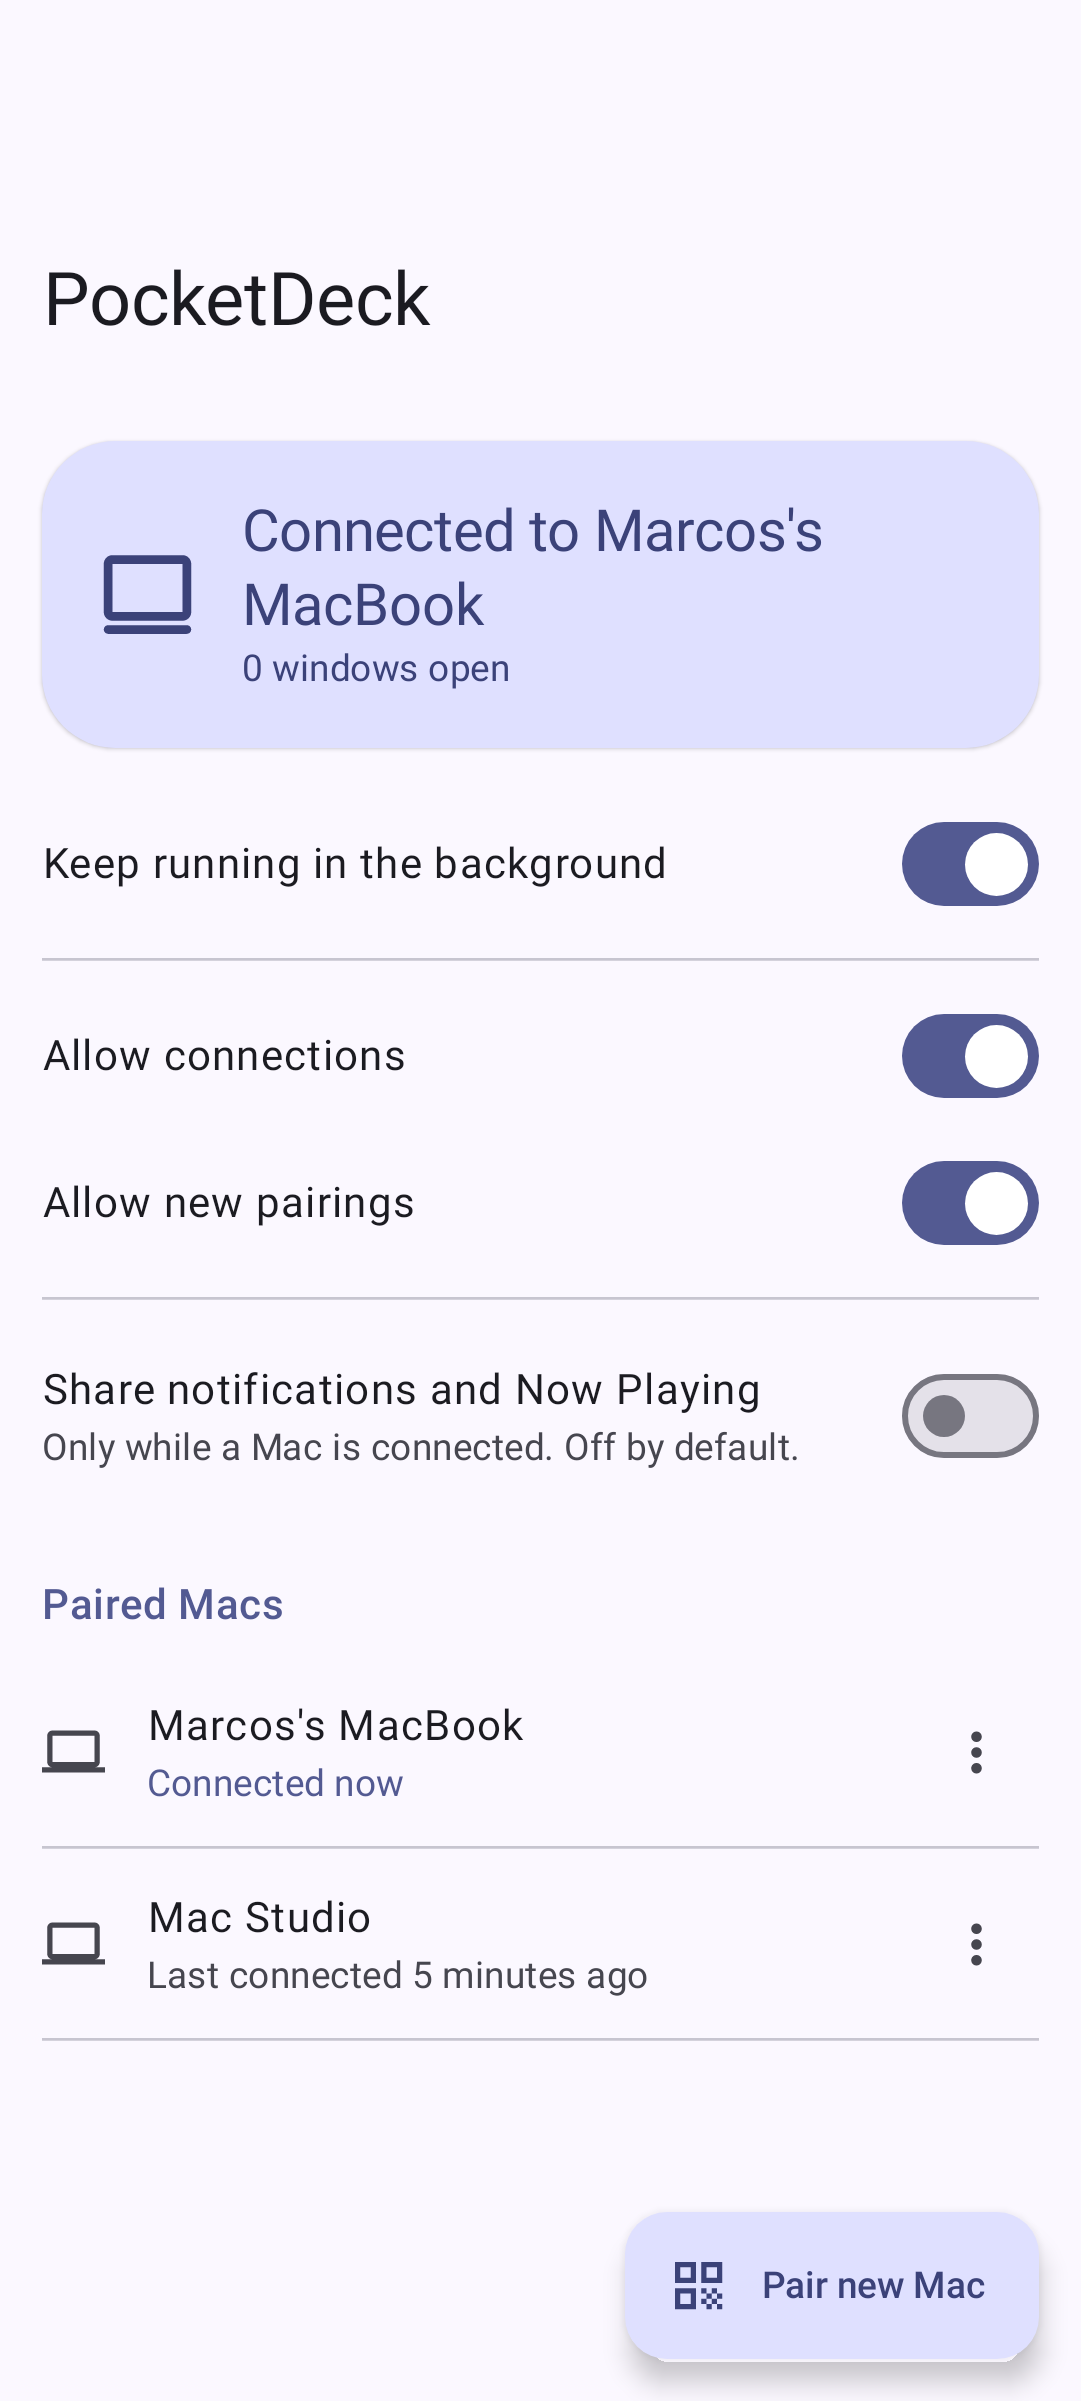 PocketDeck
Connected to Marcos's
MacBook
0 windows open
Keep running in the background
Allow connections
Allow new pairings
Share notifications and Now Playing
Only while a Mac is connected. Off by default.
Paired Macs
Marcos's MacBook
Connected now
Mac Studio
Last connected 5 minutes ago
Pair new Mac